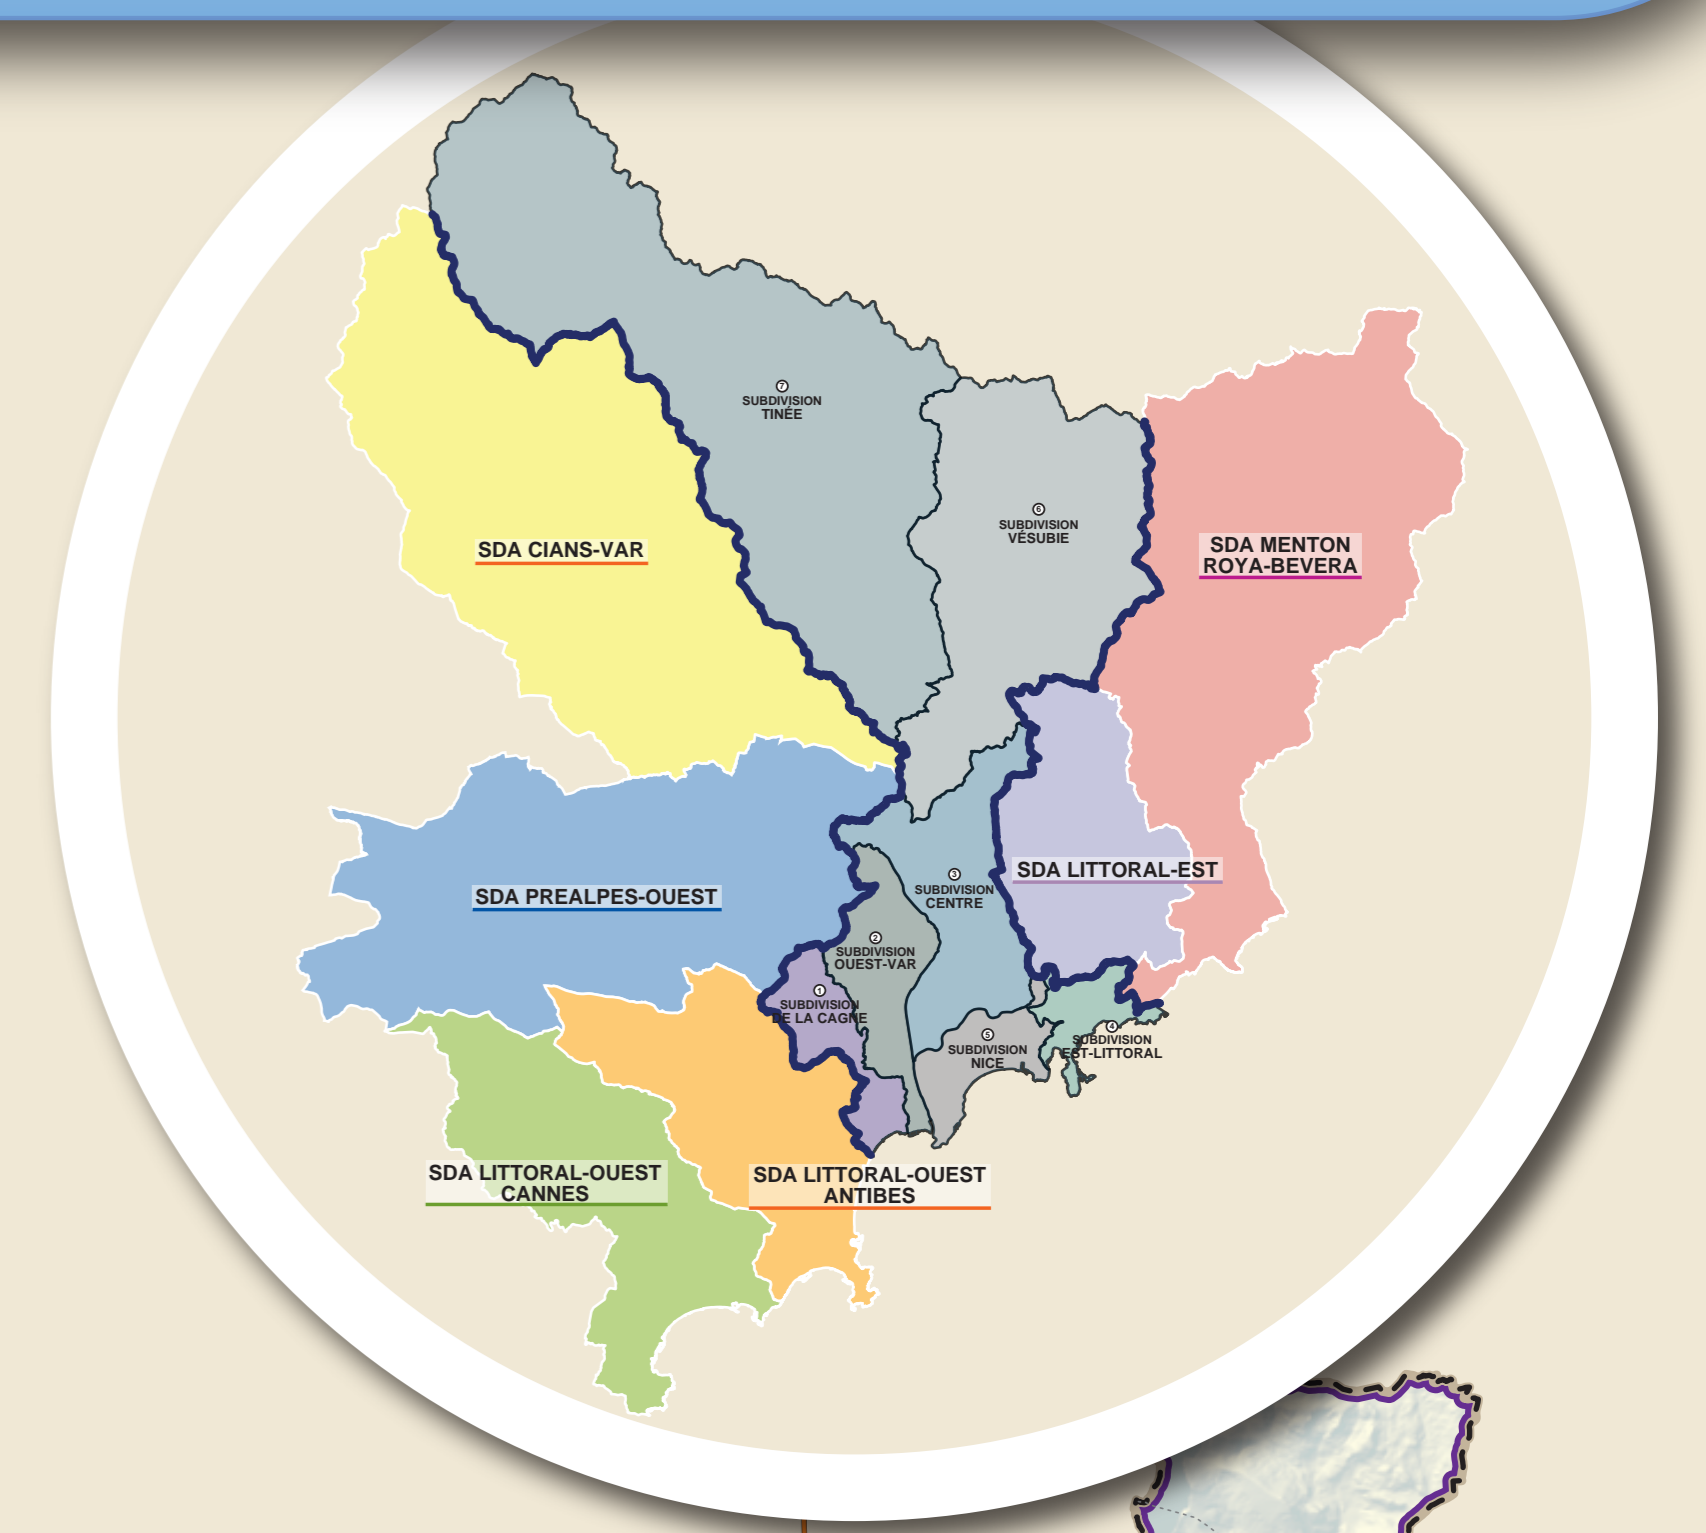 7
SUBDIVISION
TINÉE
6
SUBDIVISION
VÉSUBIE
SDA CIANS-VAR
SDA MENTON
ROYA-BEVERA
SDA PREALPES-OUEST
3
SUBDIVISION
CENTRE
SDA LITTORAL-EST
2
SUBDIVISION
OUEST-VAR
1
SUBDIVISION
DE LA CAGNE
5
SUBDIVISION
NICE
4
SUBDIVISION
EST-LITTORAL
SDA LITTORAL-OUEST
CANNES
SDA LITTORAL-OUEST
ANTIBES